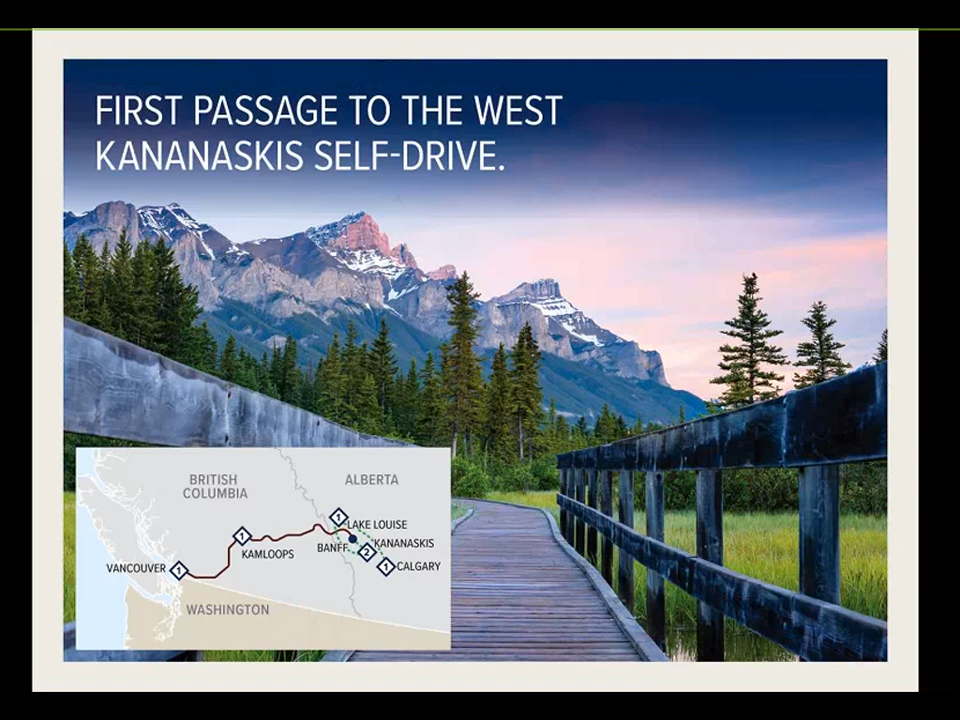 FIRST PASSAGE TO THE WEST
KANANASKIS SELF-DRIVE.
BRITISH
COLUMBIA
ALBERTA
1
LAKE LOUISE
1
KAMLOOPS
BANFF
KANANASKIS
2
VANCOUVER
1
1
CALGARY
WASHINGTON